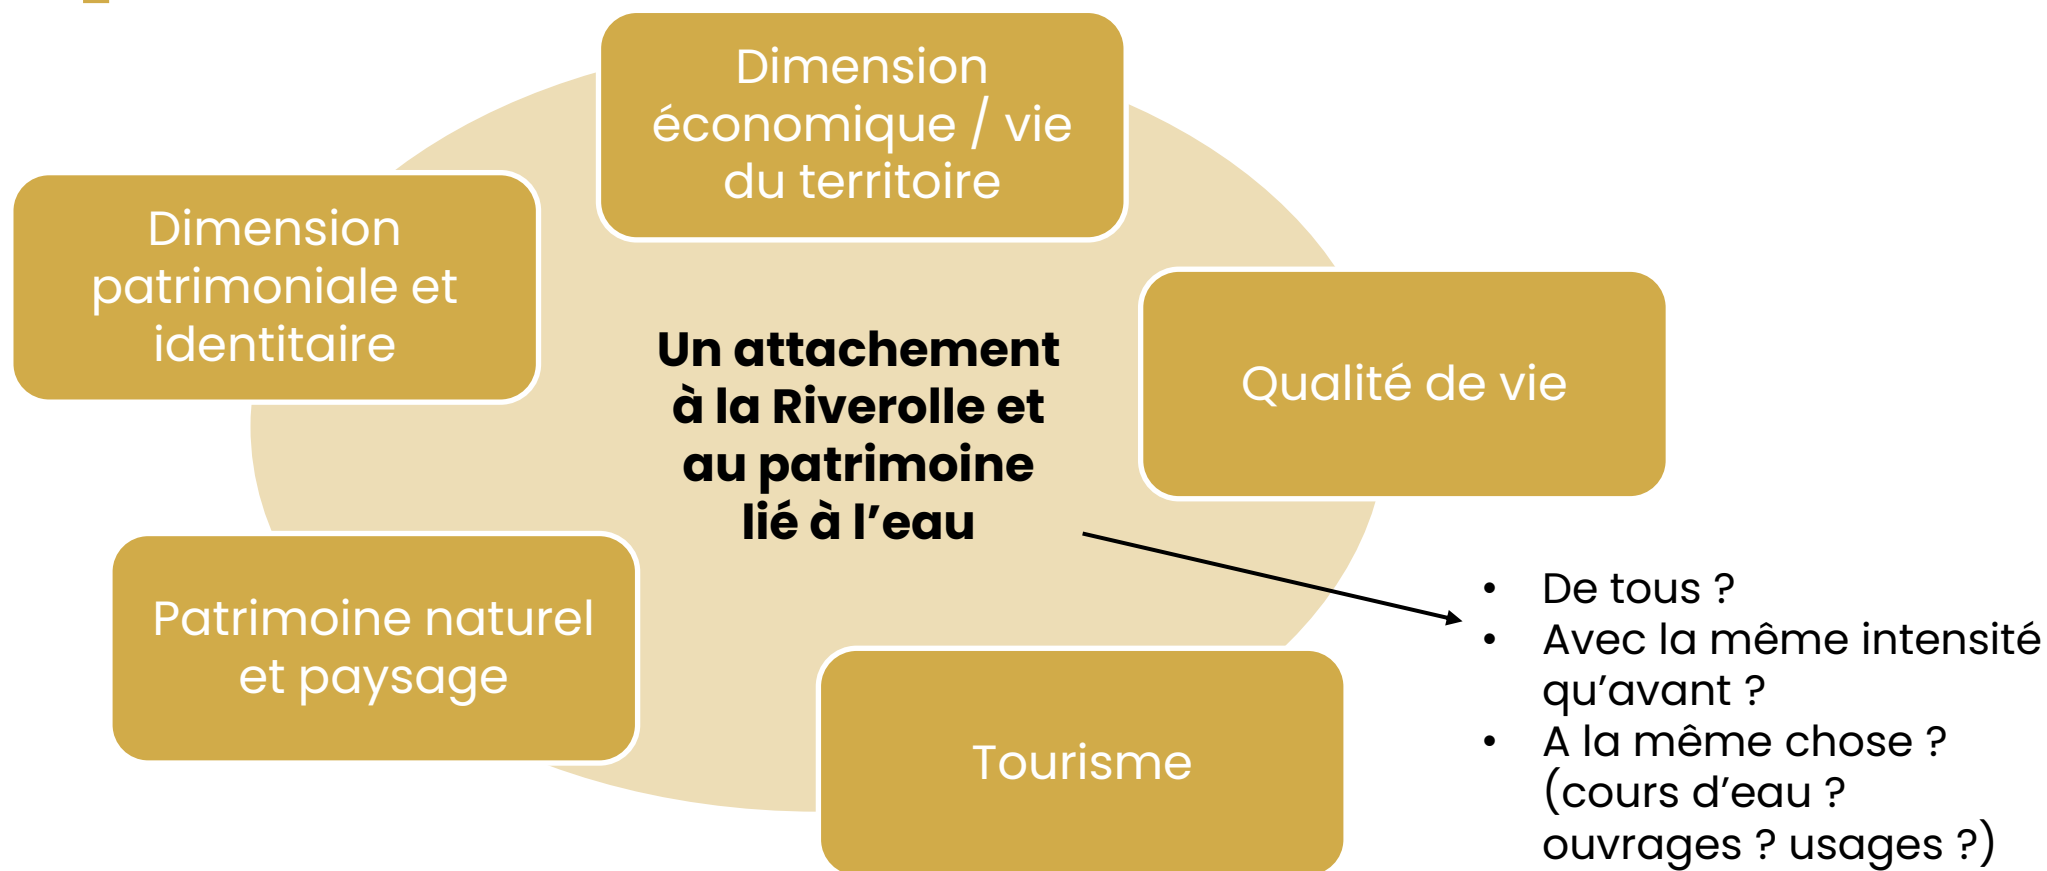 Dimension
économique / vie
du territoire
Dimension
patrimoniale et
identitaire
Un attachement
à la Riverolle et
au patrimoine
lié à l’eau
Qualité de vie
Patrimoine naturel
et paysage
Tourisme
• De tous ?
• Avec la même intensité
qu’avant ?
• A la même chose ?
(cours d’eau ?
ouvrages ? usages ?)